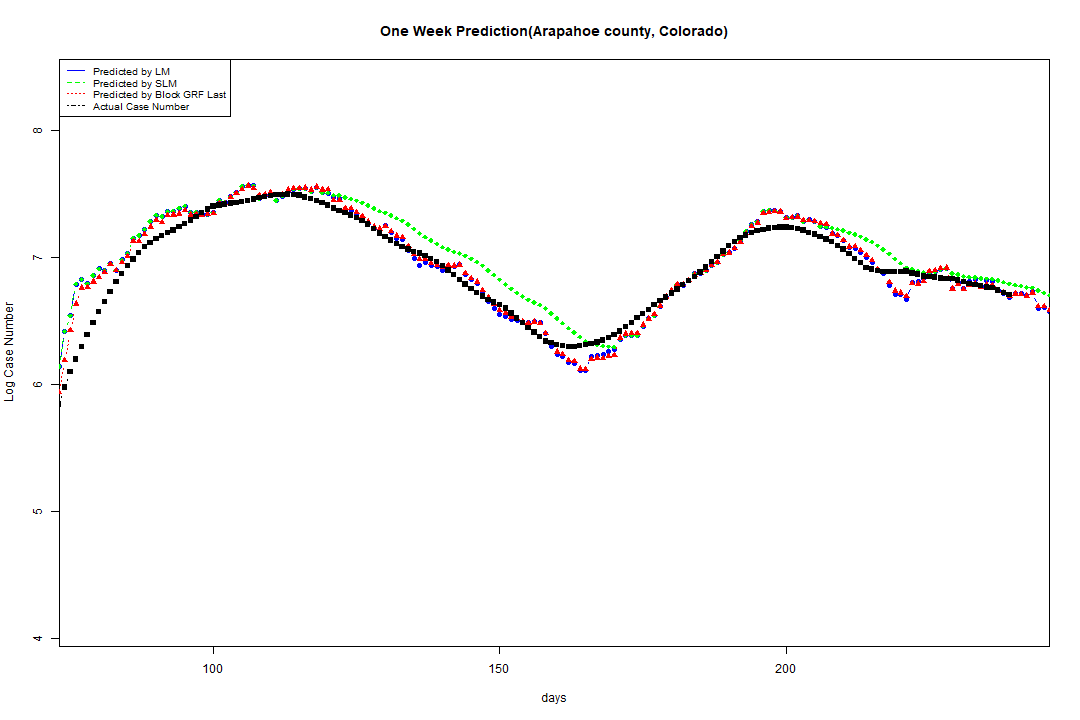 One Week Prediction(Arapahoe county, Colorado)
Predicted by LM
Predicted by SLM
Predicted by Block GRF Last
Actual Case Number
8
7
6
5
4
Log Case Number
100 150 200
days